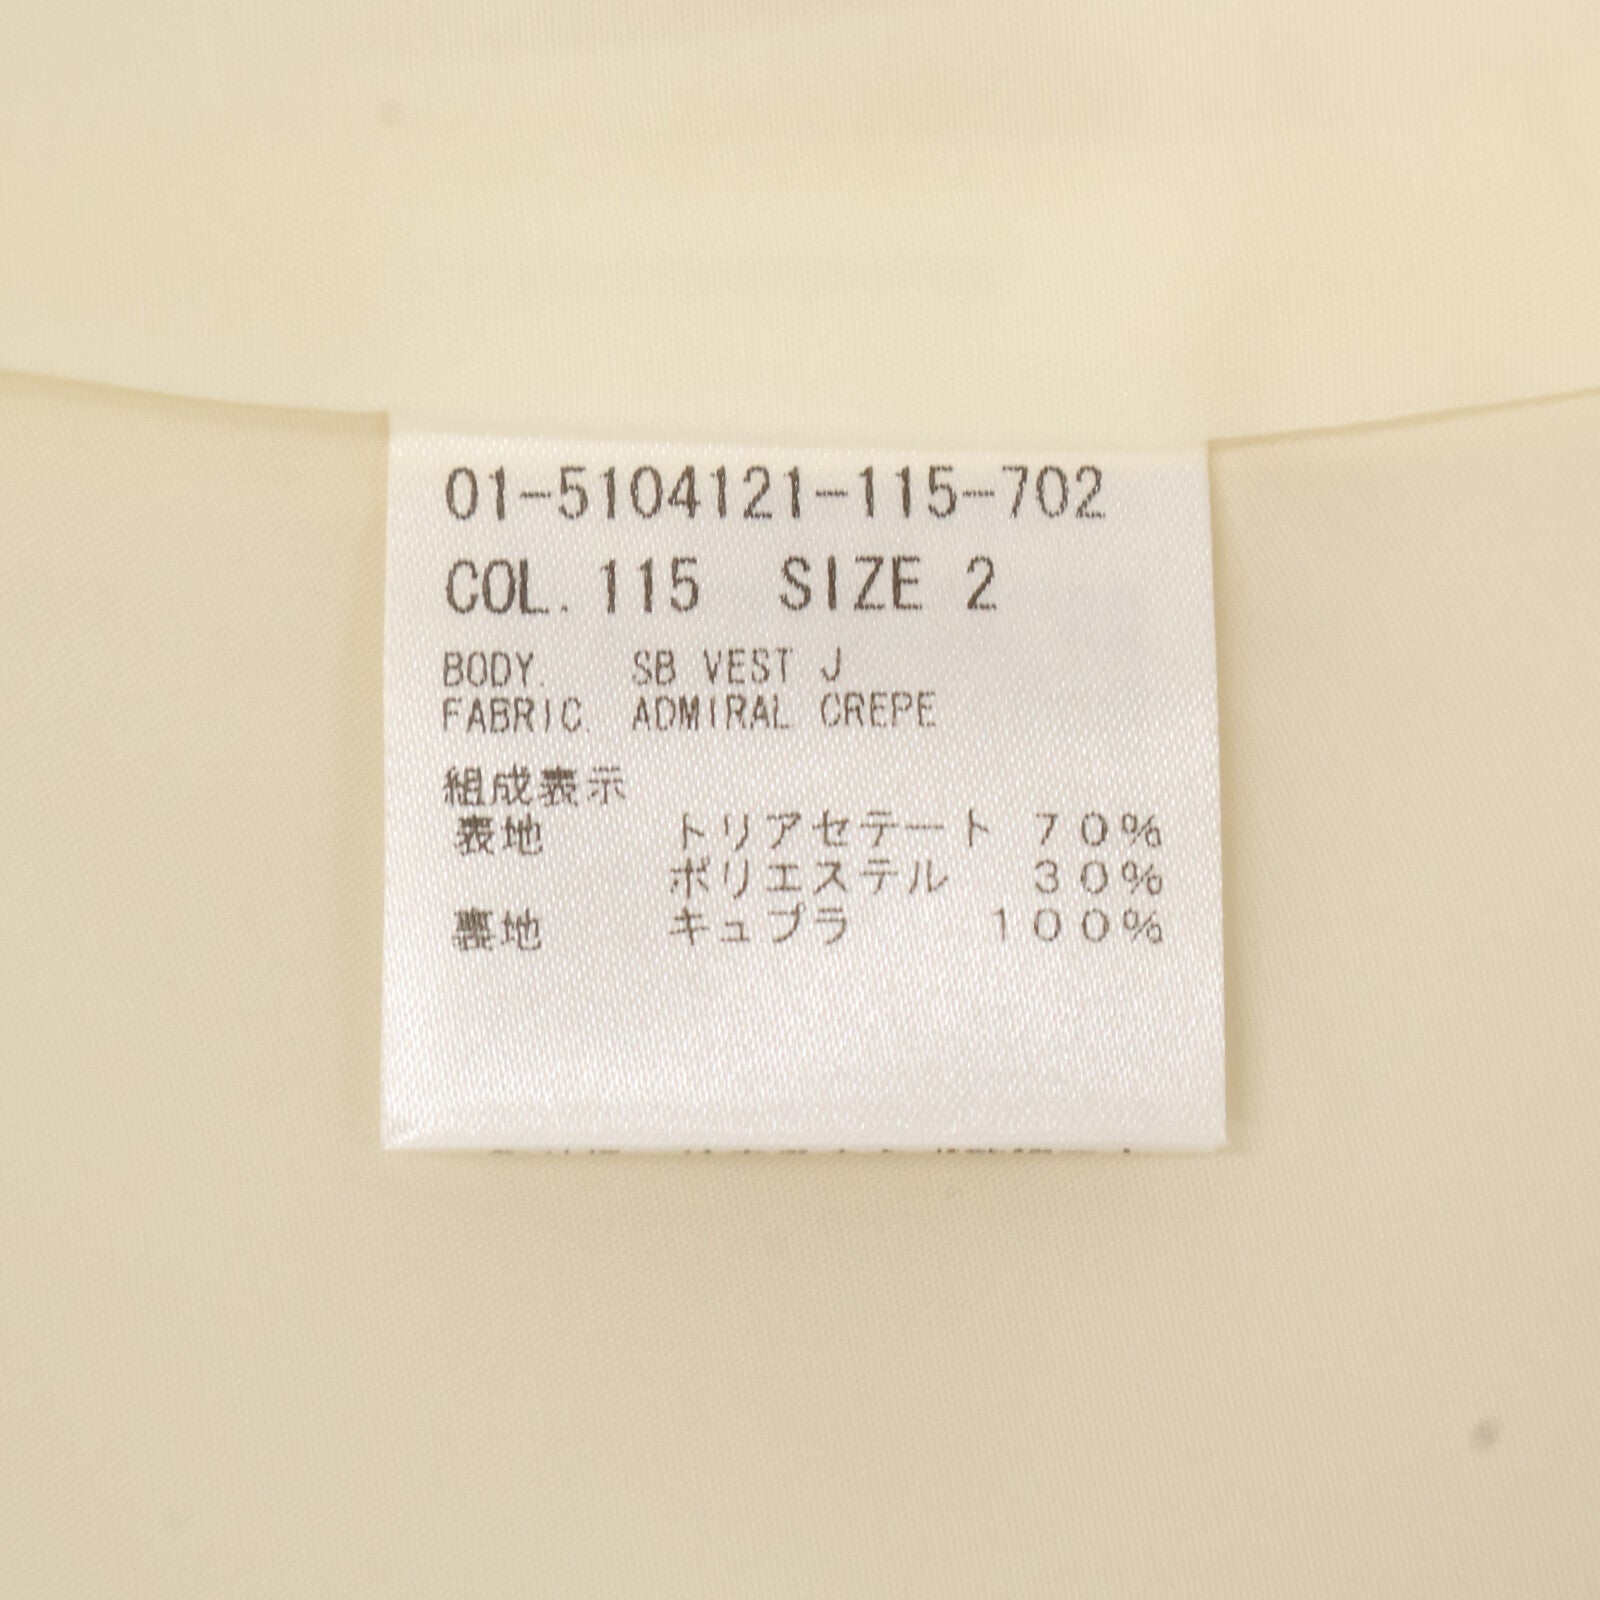 01-5104121-115-702
COL. 115 SIZE 2
BODY. SB VEST J
FABRIC. ADMIRAL CREPE
組成表示
表地 トリアセテート 70%
ポリエステル 30%
裏地 キュプラ 100%